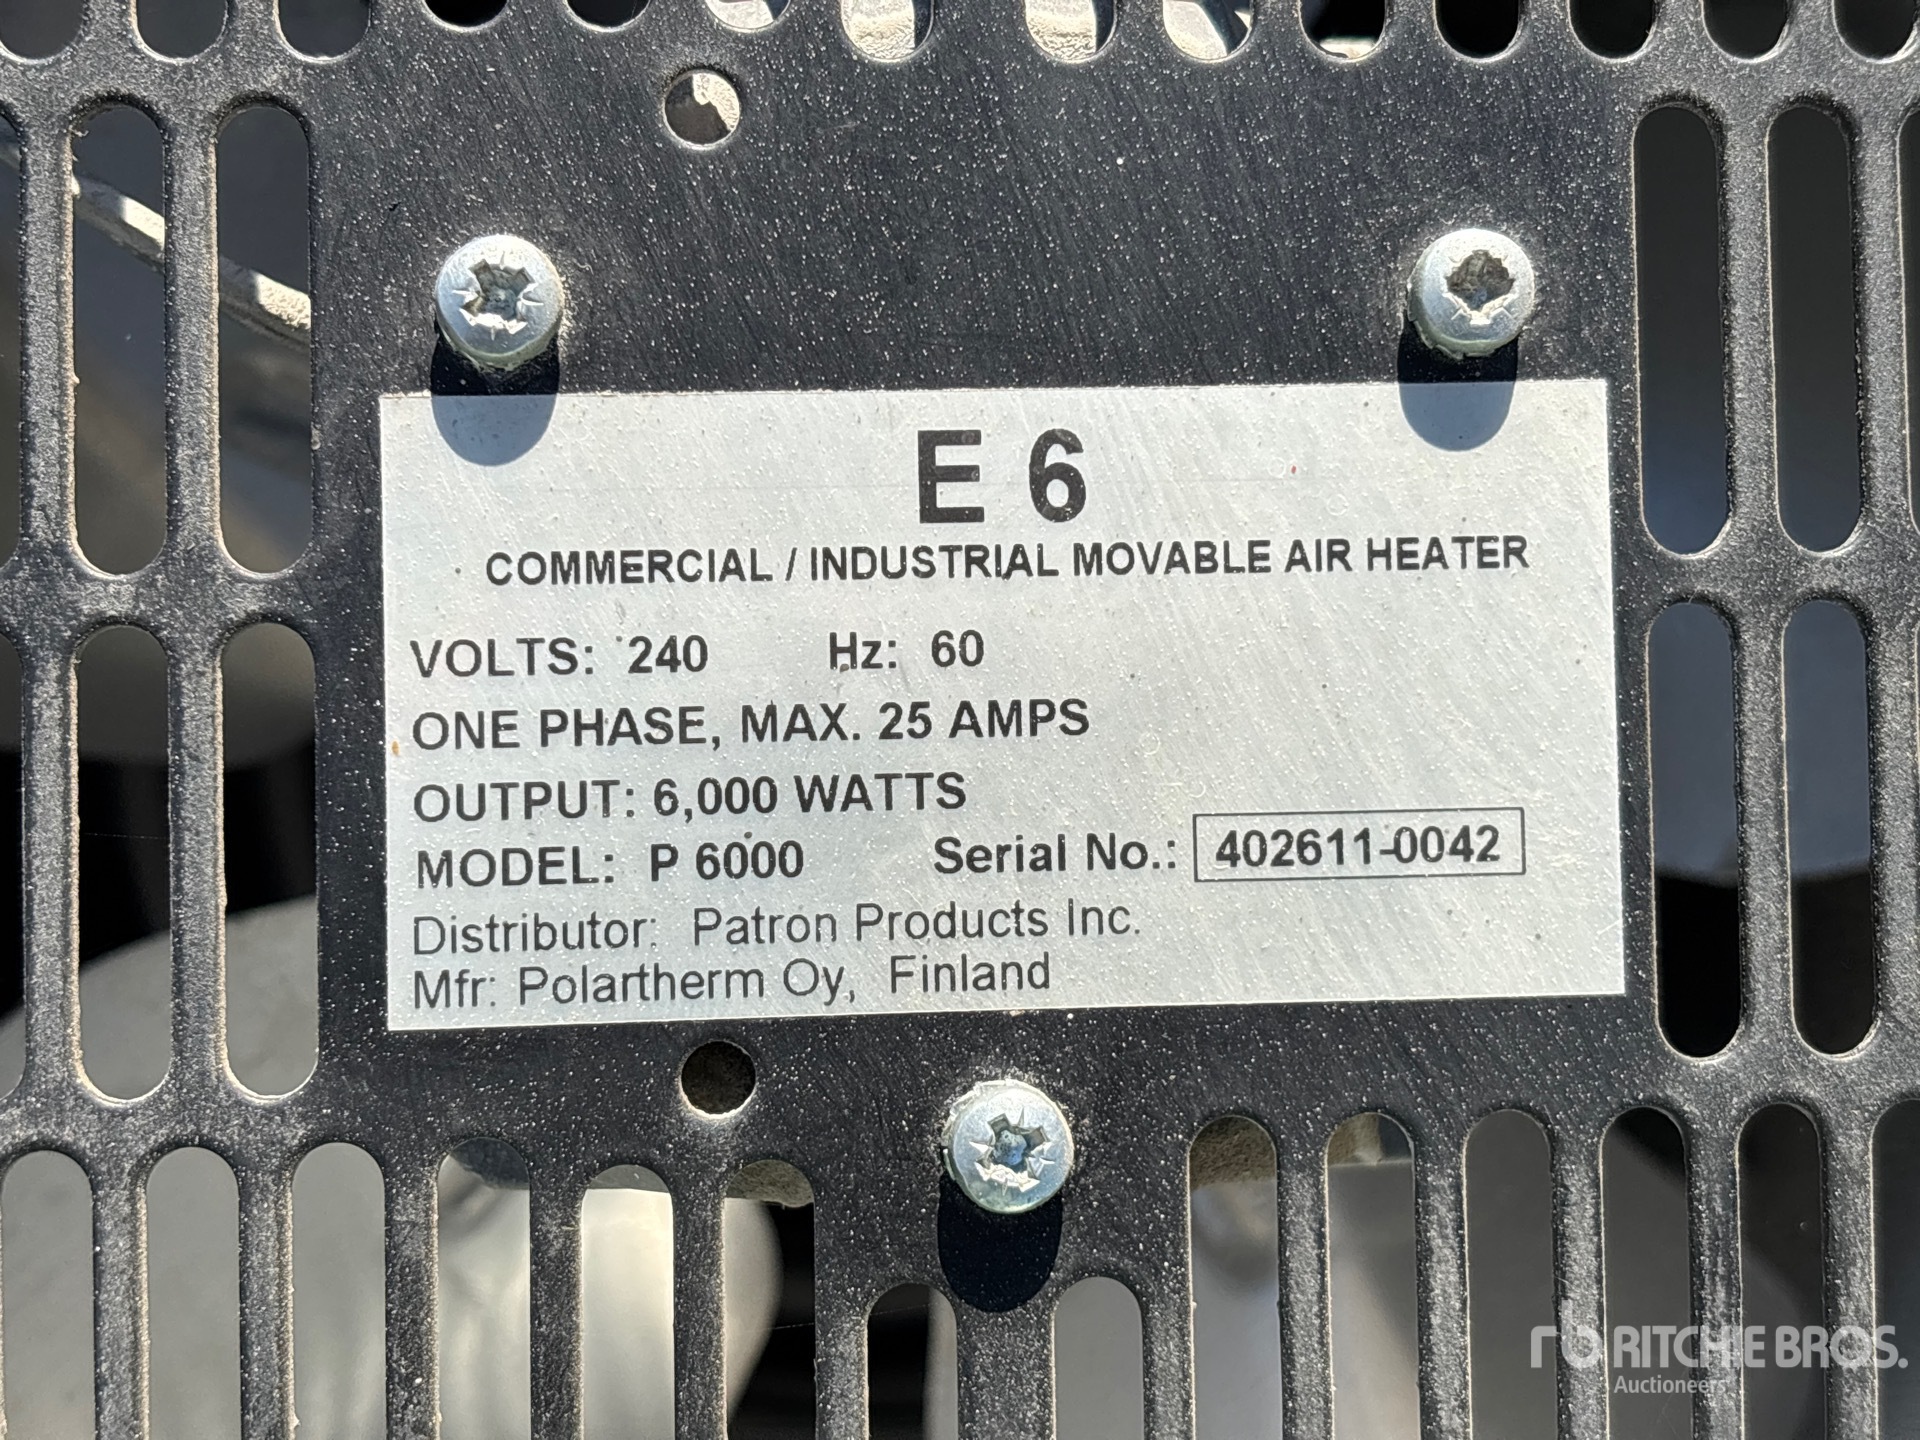 E 6
COMMERCIAL / INDUSTRIAL MOVABLE AIR HEATER
VOLTS: 240 Hz: 60
ONE PHASE, MAX. 25 AMPS
OUTPUT: 6,000 WATTS
MODEL: P 6000 Serial No.: 402611-0042
Distributor: Patron Products Inc.
Mfr: Polartherm Oy, Finland
rb RITCHIE BROS.
Auctioneers